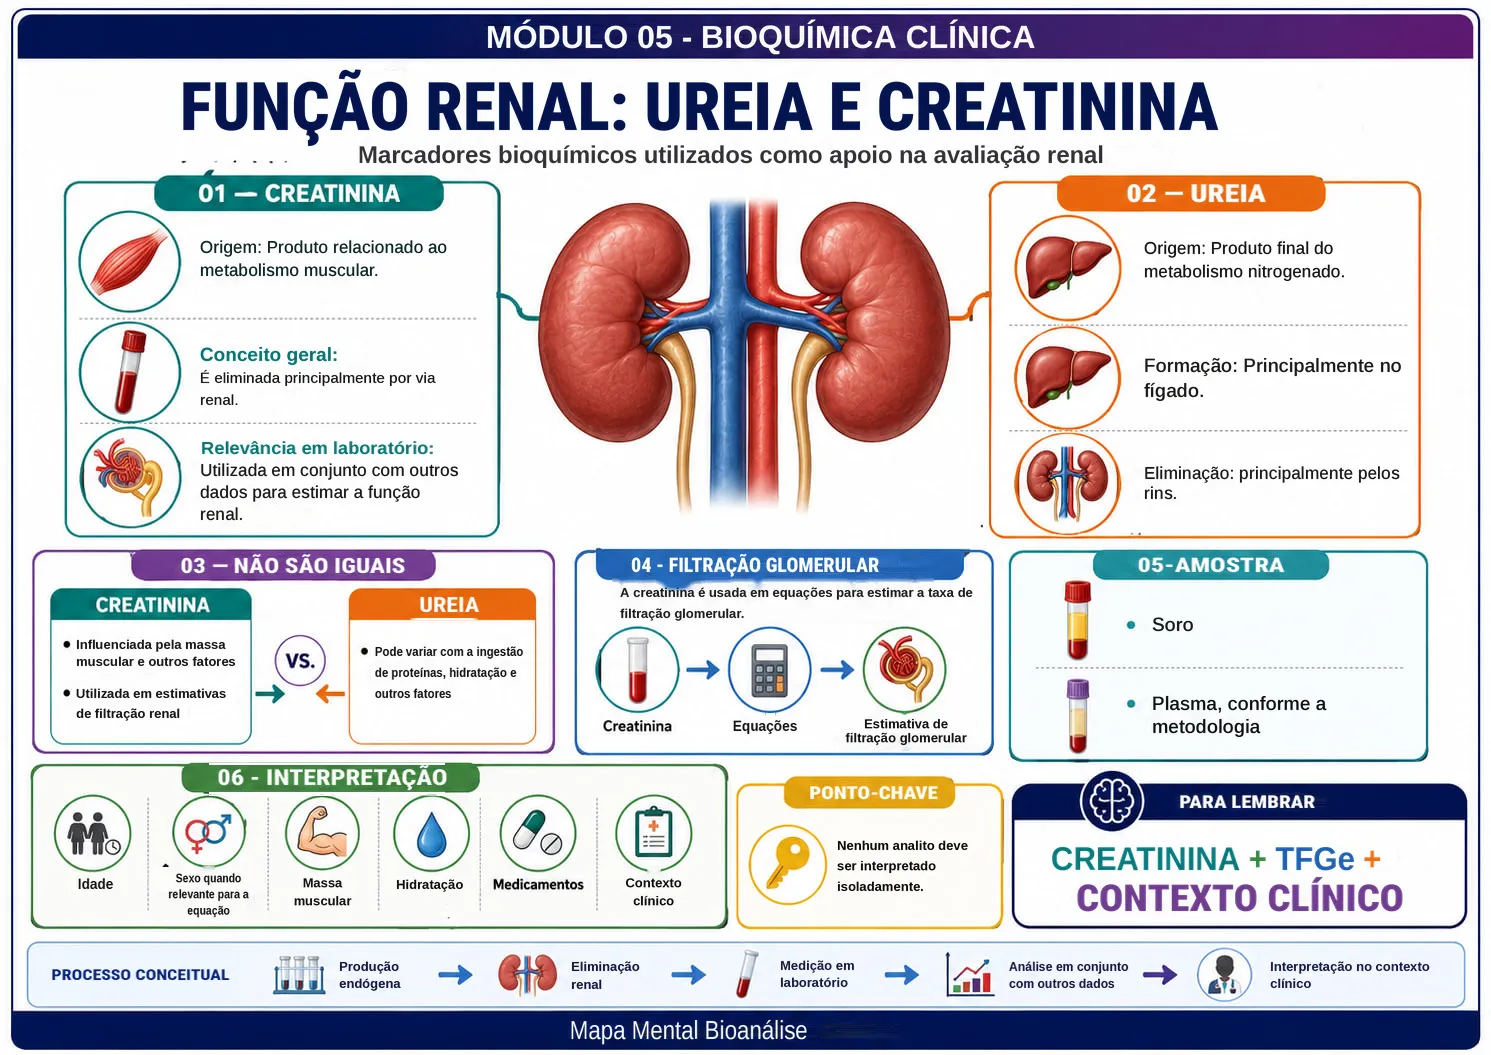 MÓDULO 05 - BIOQUÍMICA CLÍNICA
FUNÇÃO RENAL: UREIA E CREATININA
Marcadores bioquímicos utilizados como apoio na avaliação renal
01 — CREATININA
Origem: Produto relacionado ao
metabolismo muscular.
Conceito geral:
É eliminada principalmente por via
renal.
Relevância em laboratório:
Utilizada em conjunto com outros
dados para estimar a função
renal.
02 — UREIA
Origem: Produto final do
metabolismo nitrogenado.
Formação: Principalmente no
fígado.
Eliminação: principalmente pelos
rins.
03 — NÃO SÃO IGUAIS
CREATININA
• Influenciada pela massa
muscular e outros fatores
• Utilizada em estimativas
de filtração renal
VS.
UREIA
• Pode variar com a ingestão
de proteínas, hidratação e
outros fatores
04 - FILTRAÇÃO GLOMERULAR
A creatinina é usada em equações para estimar a taxa de
filtração glomerular.
Creatinina
Equações
Estimativa de
filtração glomerular
05-AMOSTRA
• Soro
• Plasma, conforme a
metodologia
06 - INTERPRETAÇÃO
Idade
Sexo quando
relevante para a
equação
Massa
muscular
Hidratação
Medicamentos
Contexto
clínico
PONTO-CHAVE
Nenhum analito deve
ser interpretado
isoladamente.
PARA LEMBRAR
CREATININA + TFGe +
CONTEXTO CLÍNICO
PROCESSO CONCEITUAL
Produção
endógena
Eliminação
renal
Medição em
laboratório
Análise em conjunto
com outros dados
Interpretação no contexto
clínico
Mapa Mental Bioanálise